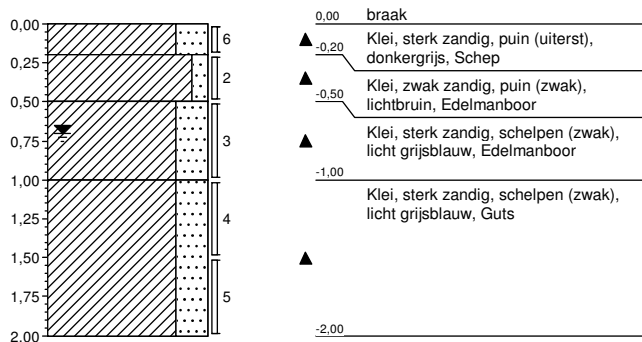 0,00
0,25
0,50
0,75
1,00
1,25
1,50
1,75
2,00
6
2
3
4
5
0,00 braak
Klei, sterk zandig, puin (uiterst),
-0,20 donkergrijs, Schep
Klei, zwak zandig, puin (zwak),
-0,50 lichtbruin, Edelmanboor
Klei, sterk zandig, schelpen (zwak),
licht grijsblauw, Edelmanboor
-1,00
Klei, sterk zandig, schelpen (zwak),
licht grijsblauw, Guts
-2,00